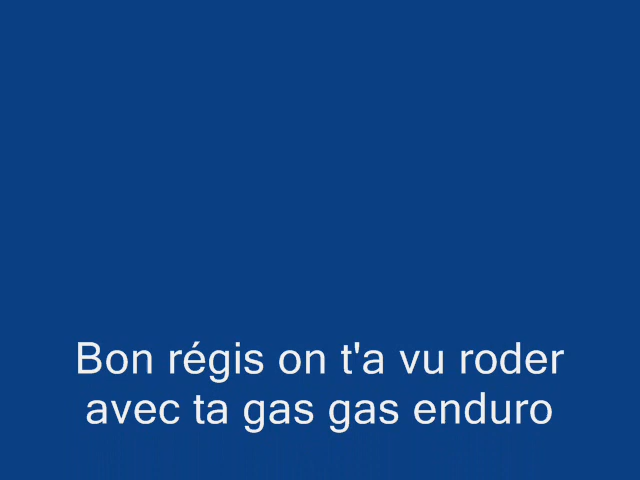 Bon régis on t'a vu roder
avec ta gas gas enduro